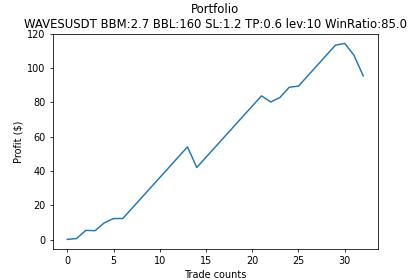 Portfolio
WAVESUSDT BBM:2.7 BBL:160 SL:1.2 TP:0.6 lev:10 WinRatio:85.0
120
100
80
60
40
20
0
Profit ($)
0 5 10 15 20 25 30
Trade counts